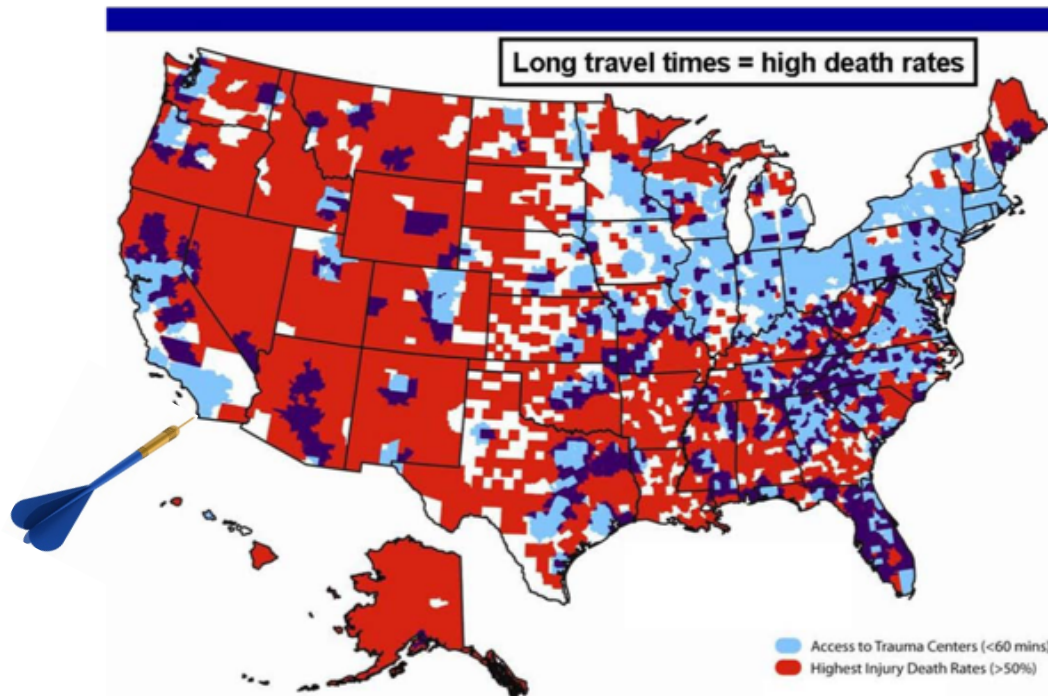 Long travel times = high death rates
Access to Trauma Centers (<60 mins)
Highest Injury Death Rates (>50%)